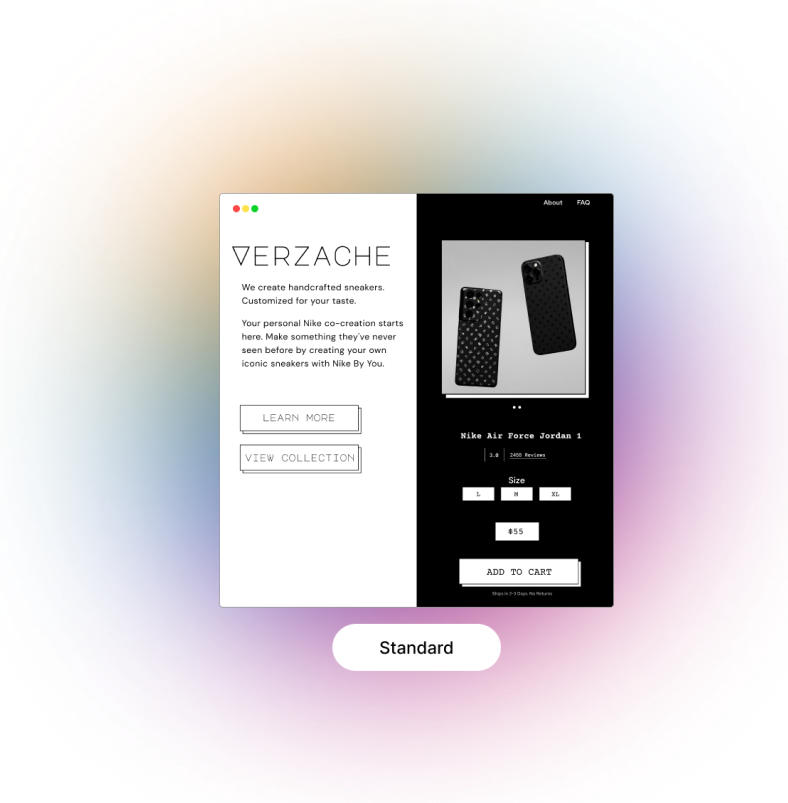 VERZACHE
We create handcrafted sneakers.
Customized for your taste.
Your personal Nike co-creation starts
here. Make something they've never
seen before by creating your own
iconic sneakers with Nike By You.
LEARN MORE
VIEW COLLECTION
About FAQ
Nike Air Force Jordan 1
3.0 2455 Reviews
Size
L M XL
$55
ADD TO CART
Ships in 2-3 Days. No Returns
Standard